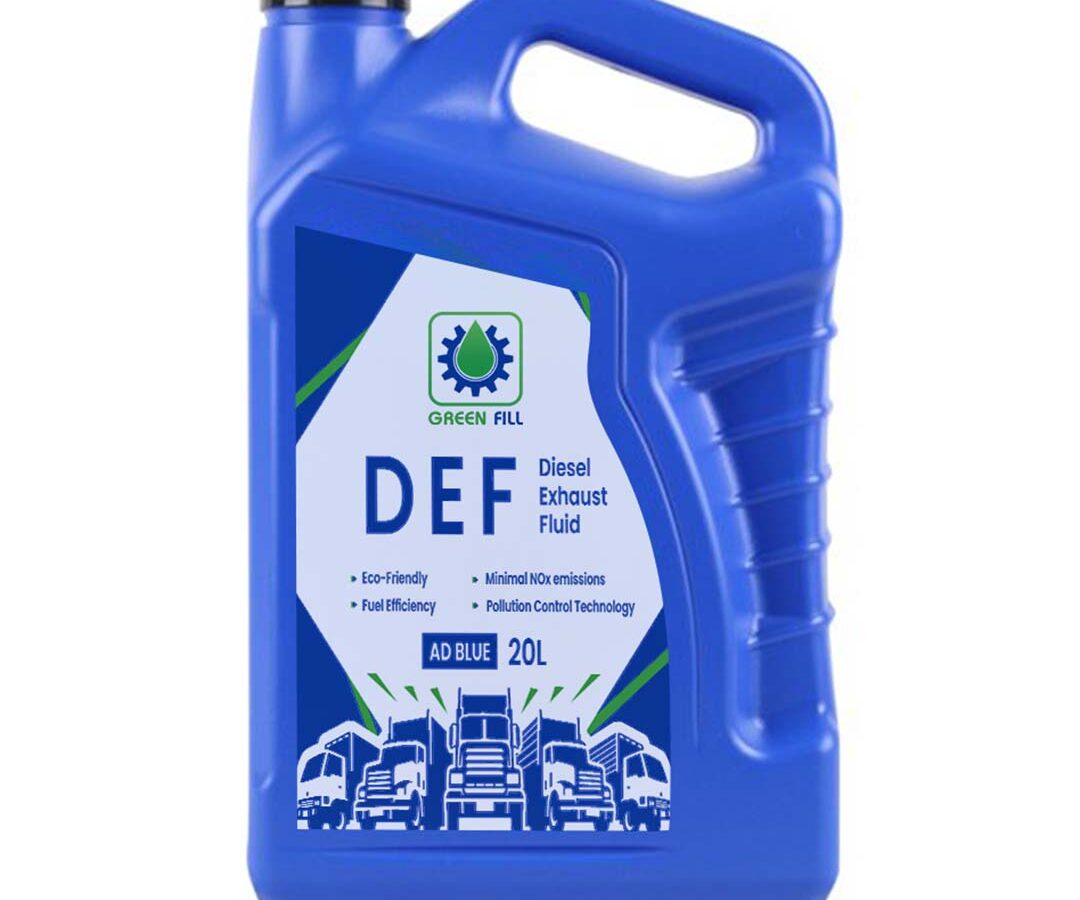 GREEN FILL
DEF
Diesel
Exhaust
Fluid
Eco-Friendly
Minimal NOx emissions
Fuel Efficiency
Pollution Control Technology
AD BLUE 20L